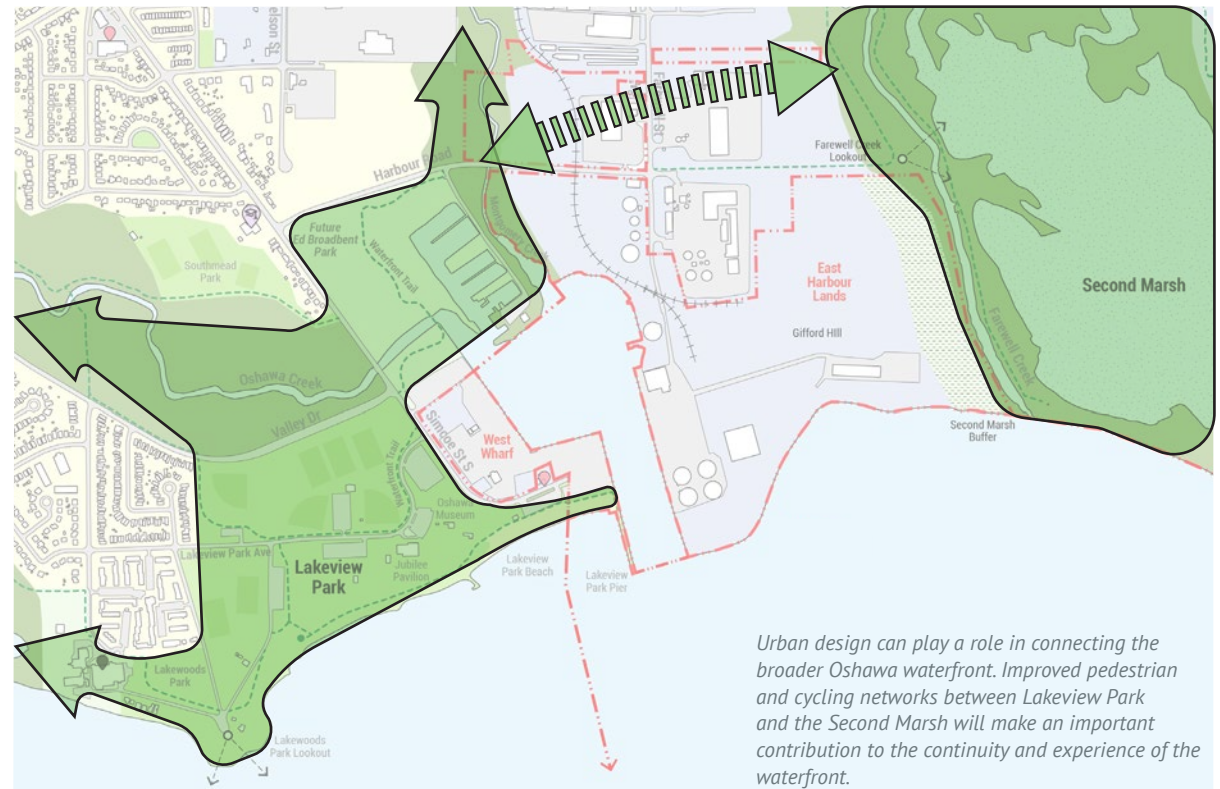 Harbour Road
Farewell Creek
Lookout
Future
Ed Broadbent
Park
Waterfront Trail
Southmead
Park
East
Harbour
Lands
Second Marsh
Gifford Hill
Farewell Creek
Oshawa Creek
Valley Dr
Simcoe St S
West
Wharf
Second Marsh
Buffer
Waterfront Trail
Oshawa
Museum
Lakeview Park Ave
Lakeview
Park
Jubilee
Pavilion
Lakeview
Park Beach
Lakeview
Park Pier
Lakewoods
Park
Lakewoods
Park Lookout
Urban design can play a role in connecting the
broader Oshawa waterfront. Improved pedestrian
and cycling networks between Lakeview Park
and the Second Marsh will make an important
contribution to the continuity and experience of the
waterfront.